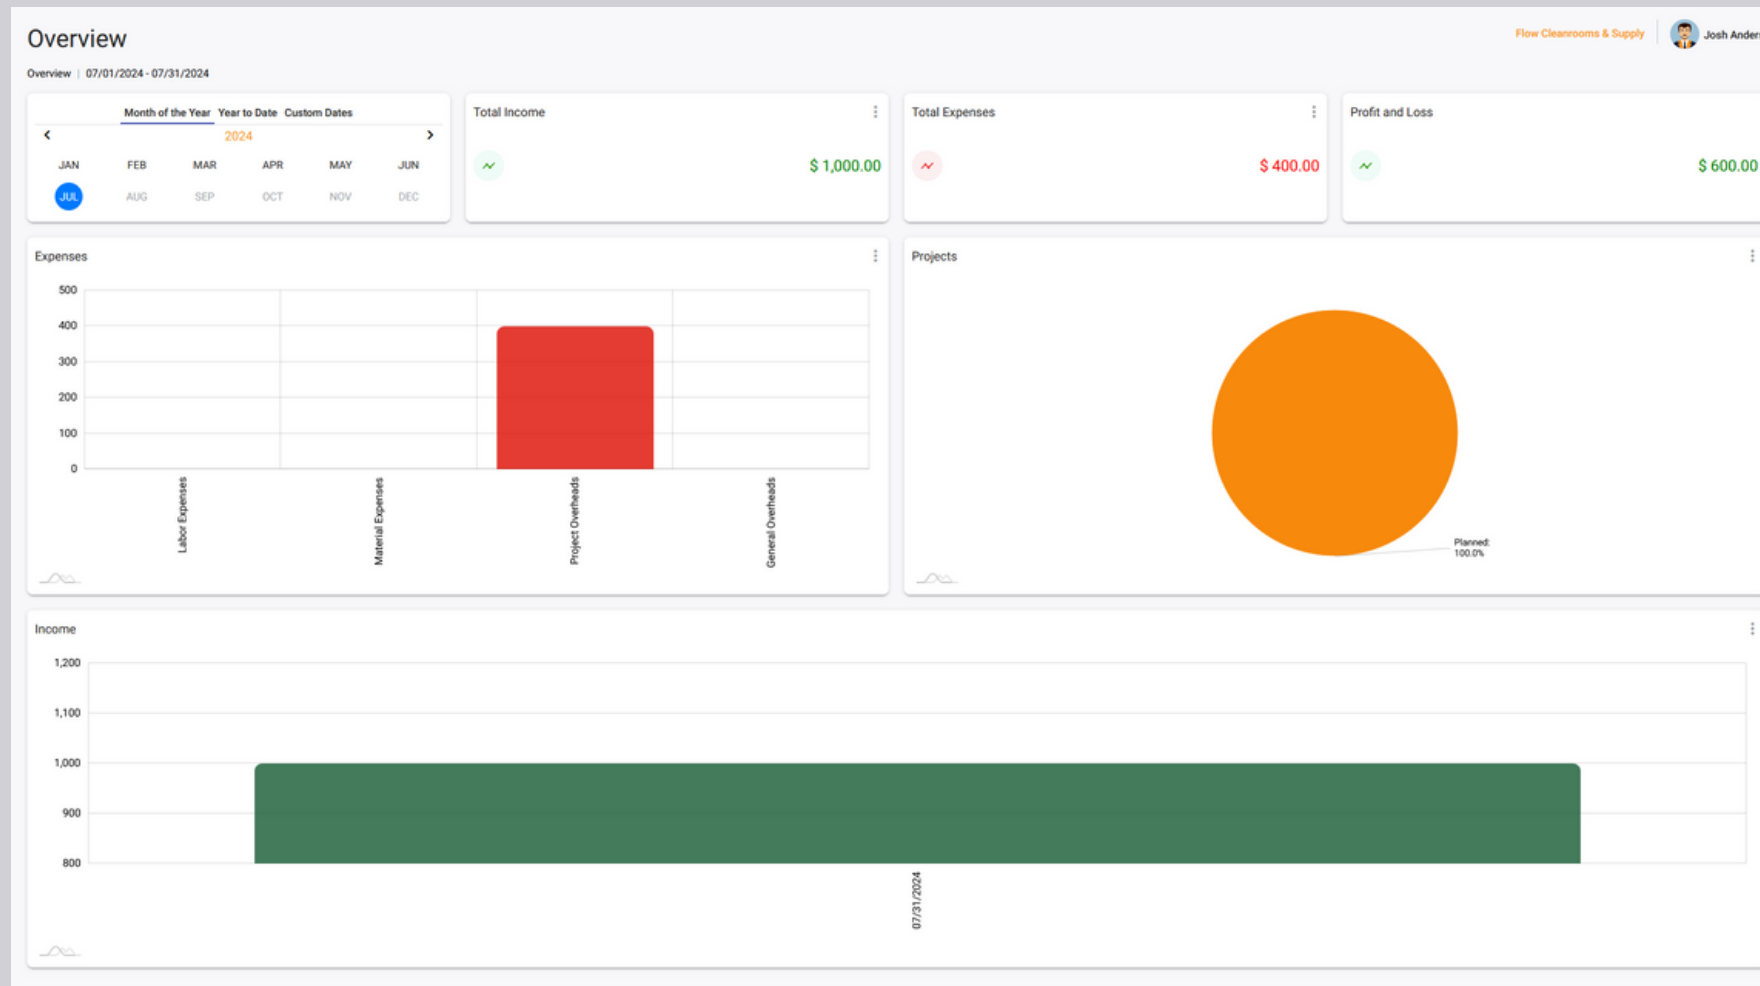 Overview
Flow Cleanrooms & Supply
Josh Ander
Overview | 07/01/2024 - 07/31/2024
Month of the Year Year to Date Custom Dates
2024
JAN FEB MAR APR MAY JUN
JUL AUG SEP OCT NOV DEC
Total Income
$ 1,000.00
Total Expenses
$ 400.00
Profit and Loss
$ 600.00
Expenses
500
400
300
200
100
0
Labor Expenses
Material Expenses
Project Overheads
General Overheads
Projects
Planned:
100.0%
Income
1,200
1,100
1,000
900
800
07/31/2024